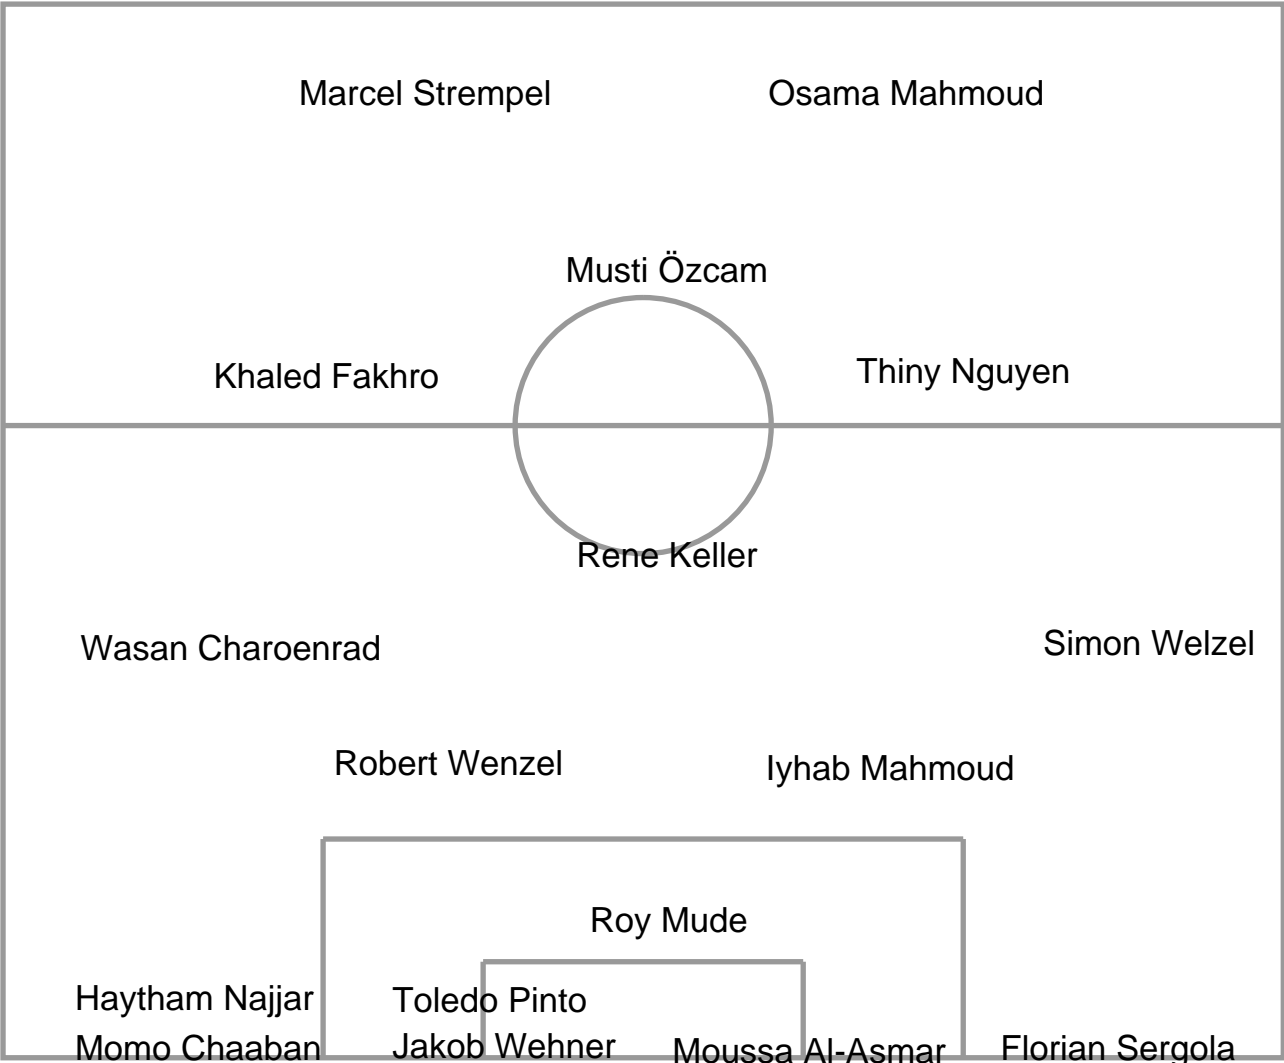 Marcel Strempel
Osama Mahmoud
Musti Özcam
Khaled Fakhro
Thiny Nguyen
Rene Keller
Wasan Charoenrad
Simon Welzel
Robert Wenzel
Iyhab Mahmoud
Roy Mude
Haytham Najjar
Toledo Pinto
Momo Chaaban
Jakob Wehner
Moussa Al-Asmar
Florian Sergola